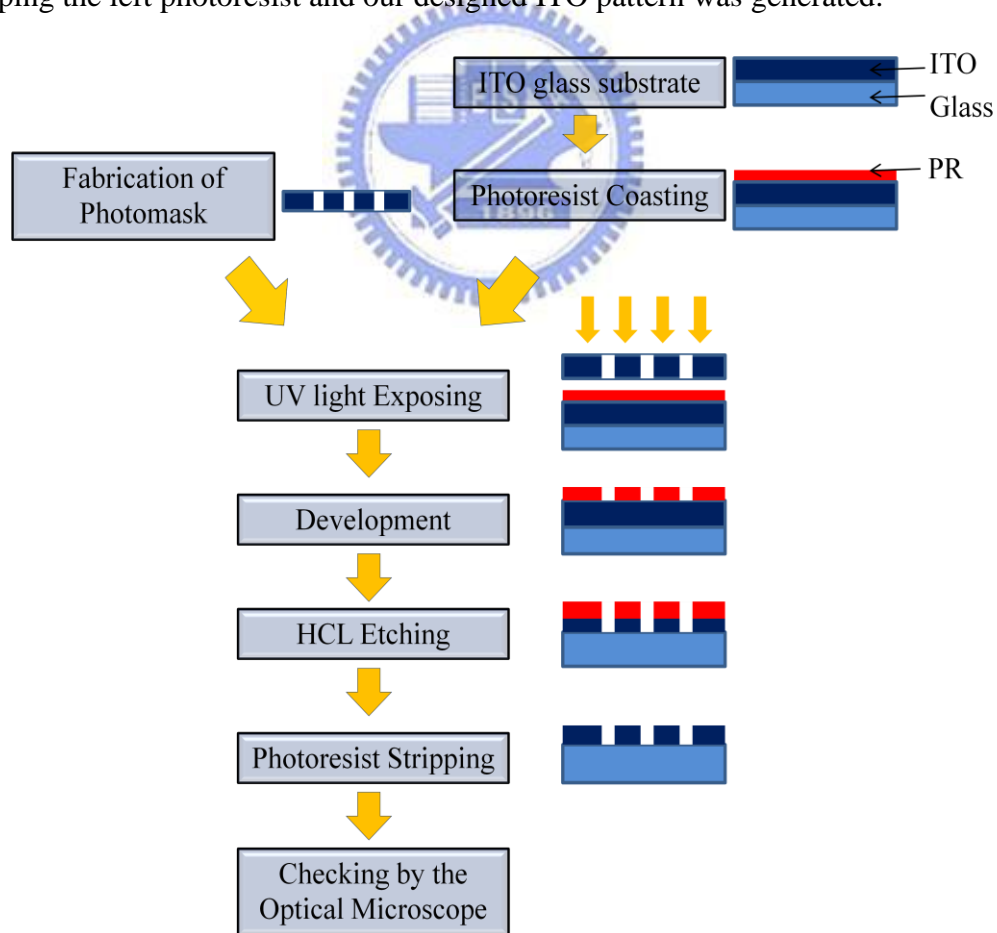 ping the left photoresist and our designed ITO pattern was generated.
ITO glass substrate
ITO
Glass
Fabrication of
Photomask
Photoresist Coasting
PR
1896
UV light Exposing
Development
HCL Etching
Photoresist Stripping
Checking by the
Optical Microscope